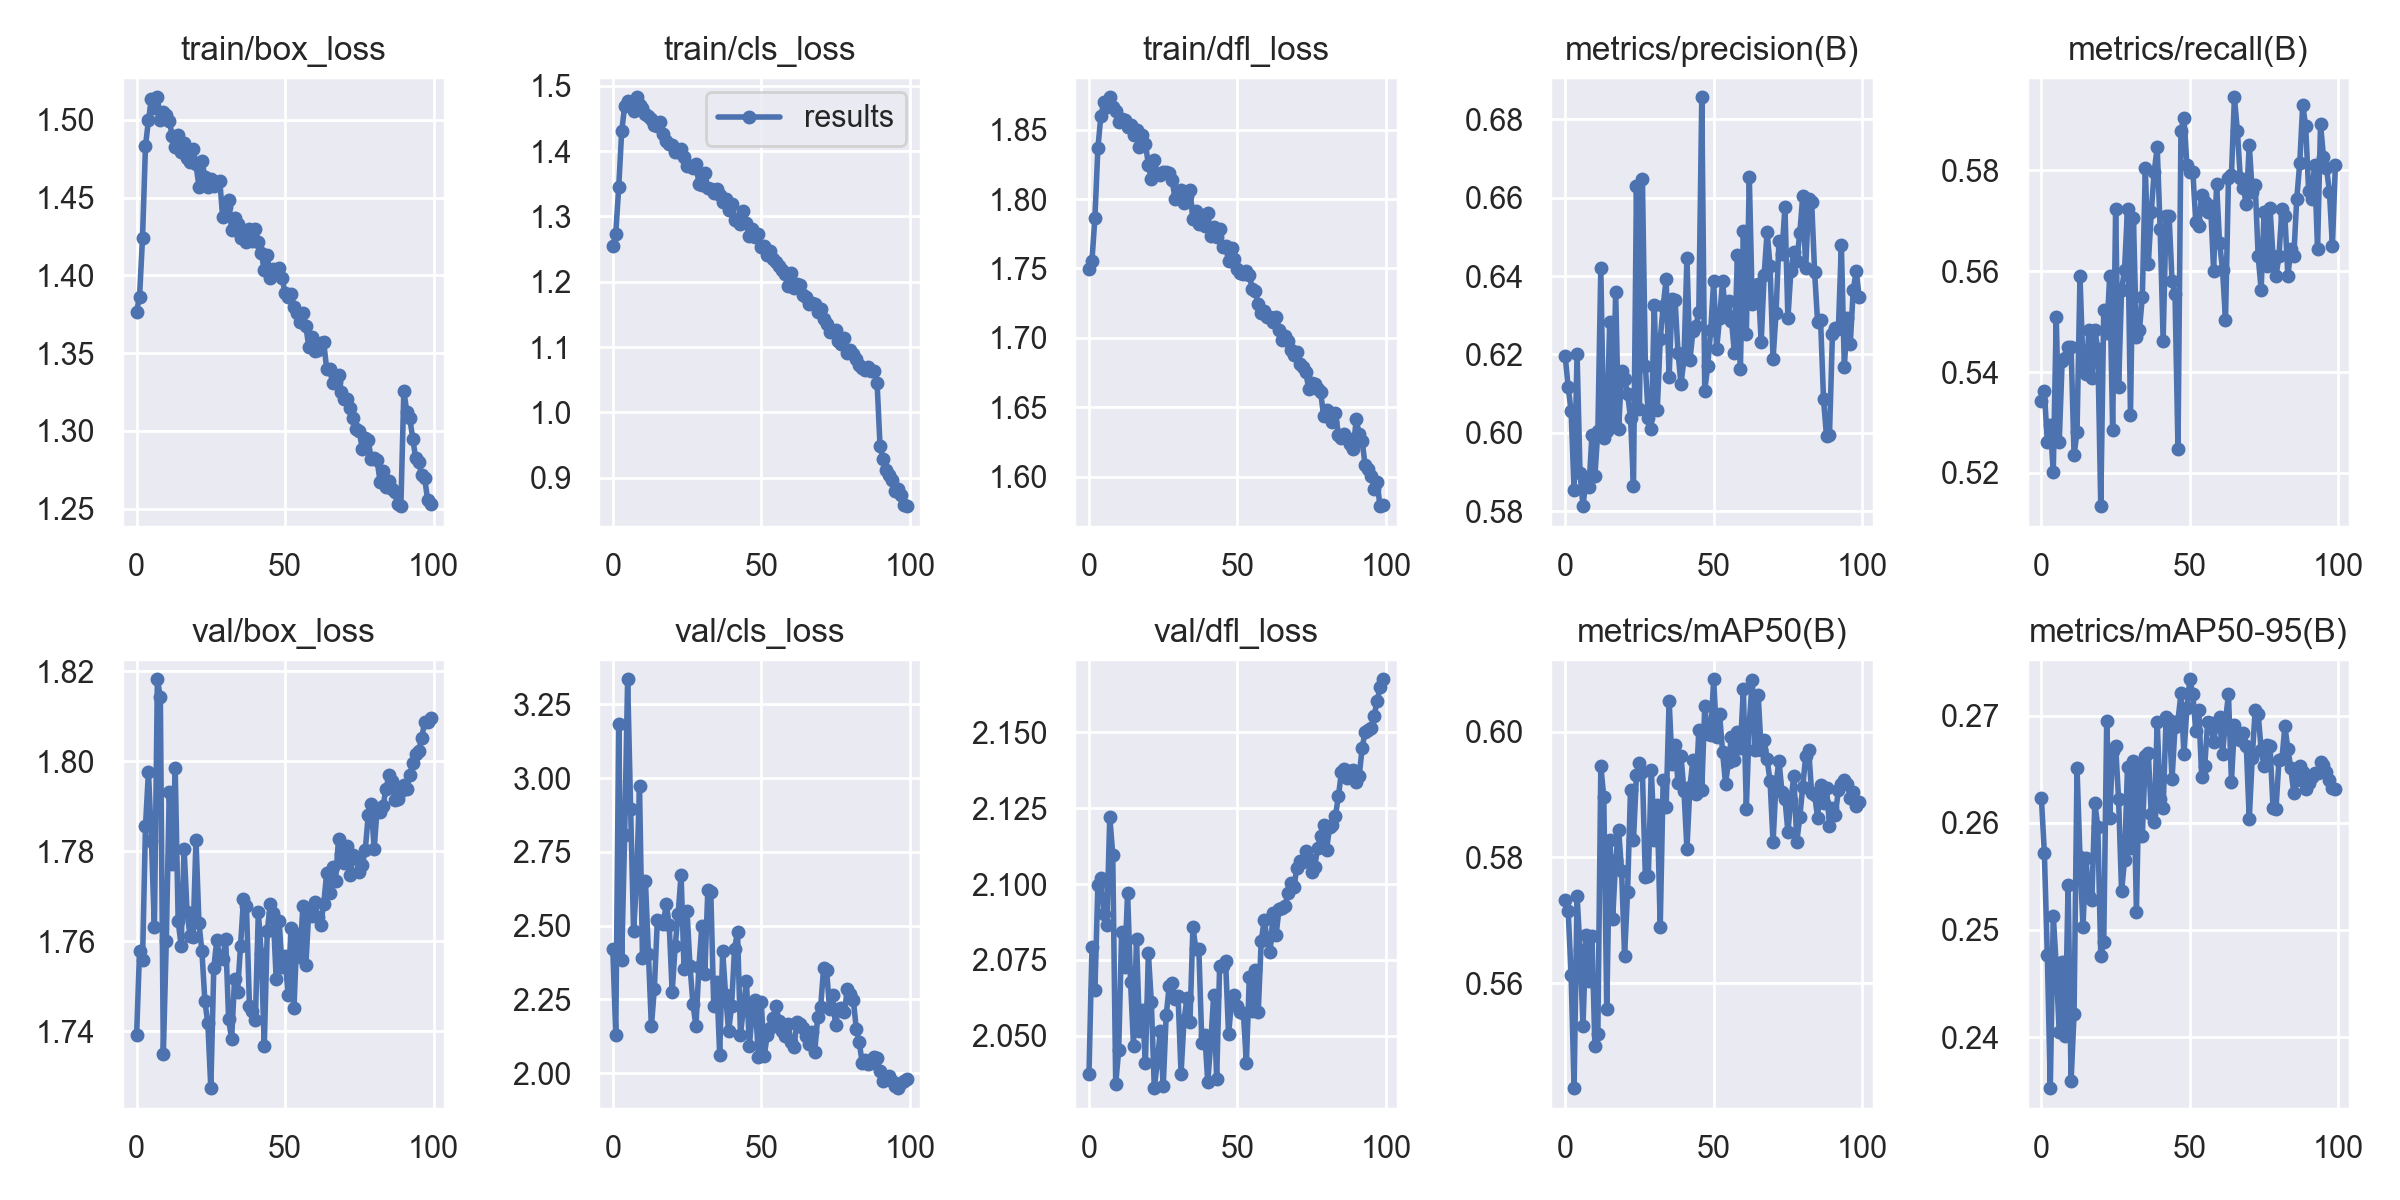 train/box_loss
train/cls_loss
train/dfl_loss
metrics/precision(B)
metrics/recall(B)
results
1.50
1.45
1.40
1.35
1.30
1.25
0 50 100
1.5
1.4
1.3
1.2
1.1
1.0
0.9
0 50 100
1.85
1.80
1.75
1.70
1.65
1.60
0 50 100
0.68
0.66
0.64
0.62
0.60
0.58
0 50 100
0.58
0.56
0.54
0.52
0 50 100
val/box_loss
val/cls_loss
val/dfl_loss
metrics/mAP50(B)
metrics/mAP50-95(B)
1.82
1.80
1.78
1.76
1.74
0 50 100
3.25
3.00
2.75
2.50
2.25
2.00
0 50 100
2.150
2.125
2.100
2.075
2.050
0 50 100
0.60
0.58
0.56
0 50 100
0.27
0.26
0.25
0.24
0 50 100